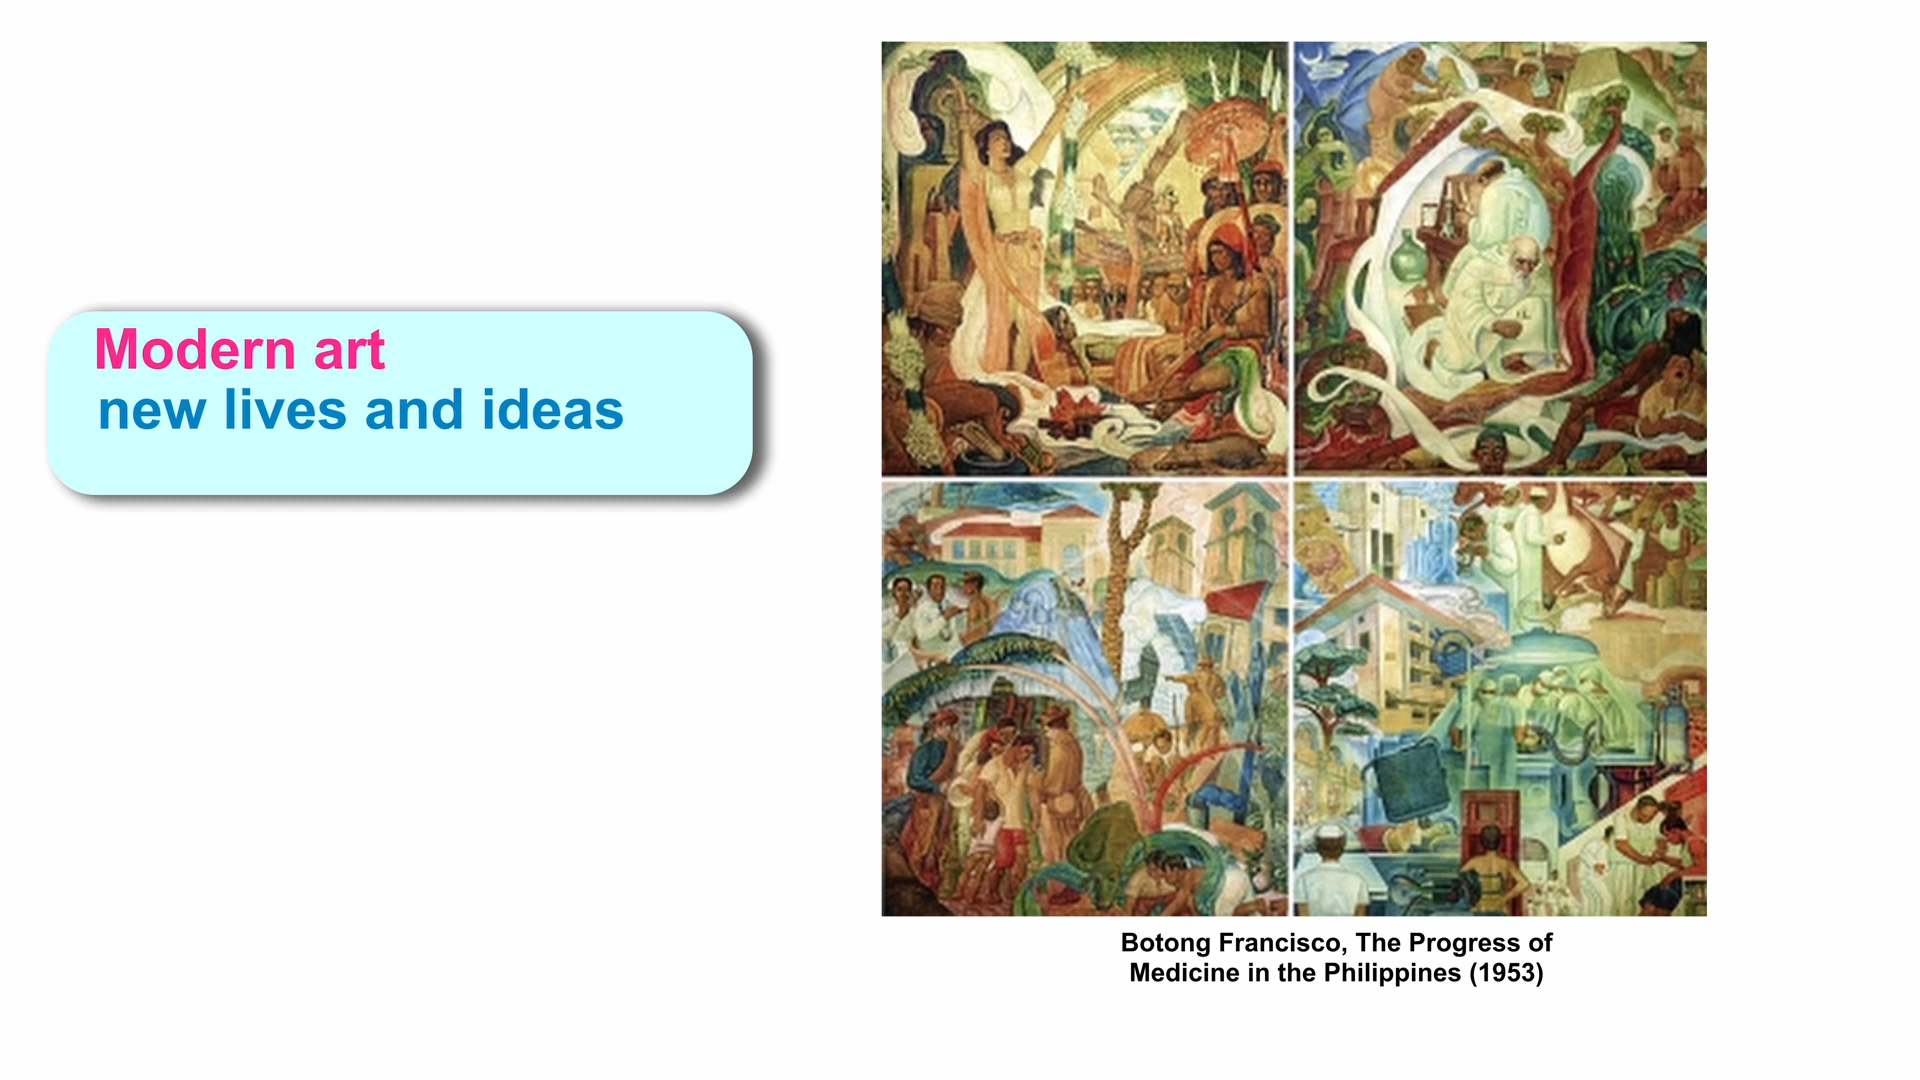 Modern art
new lives and ideas
Botong Francisco, The Progress of
Medicine in the Philippines (1953)